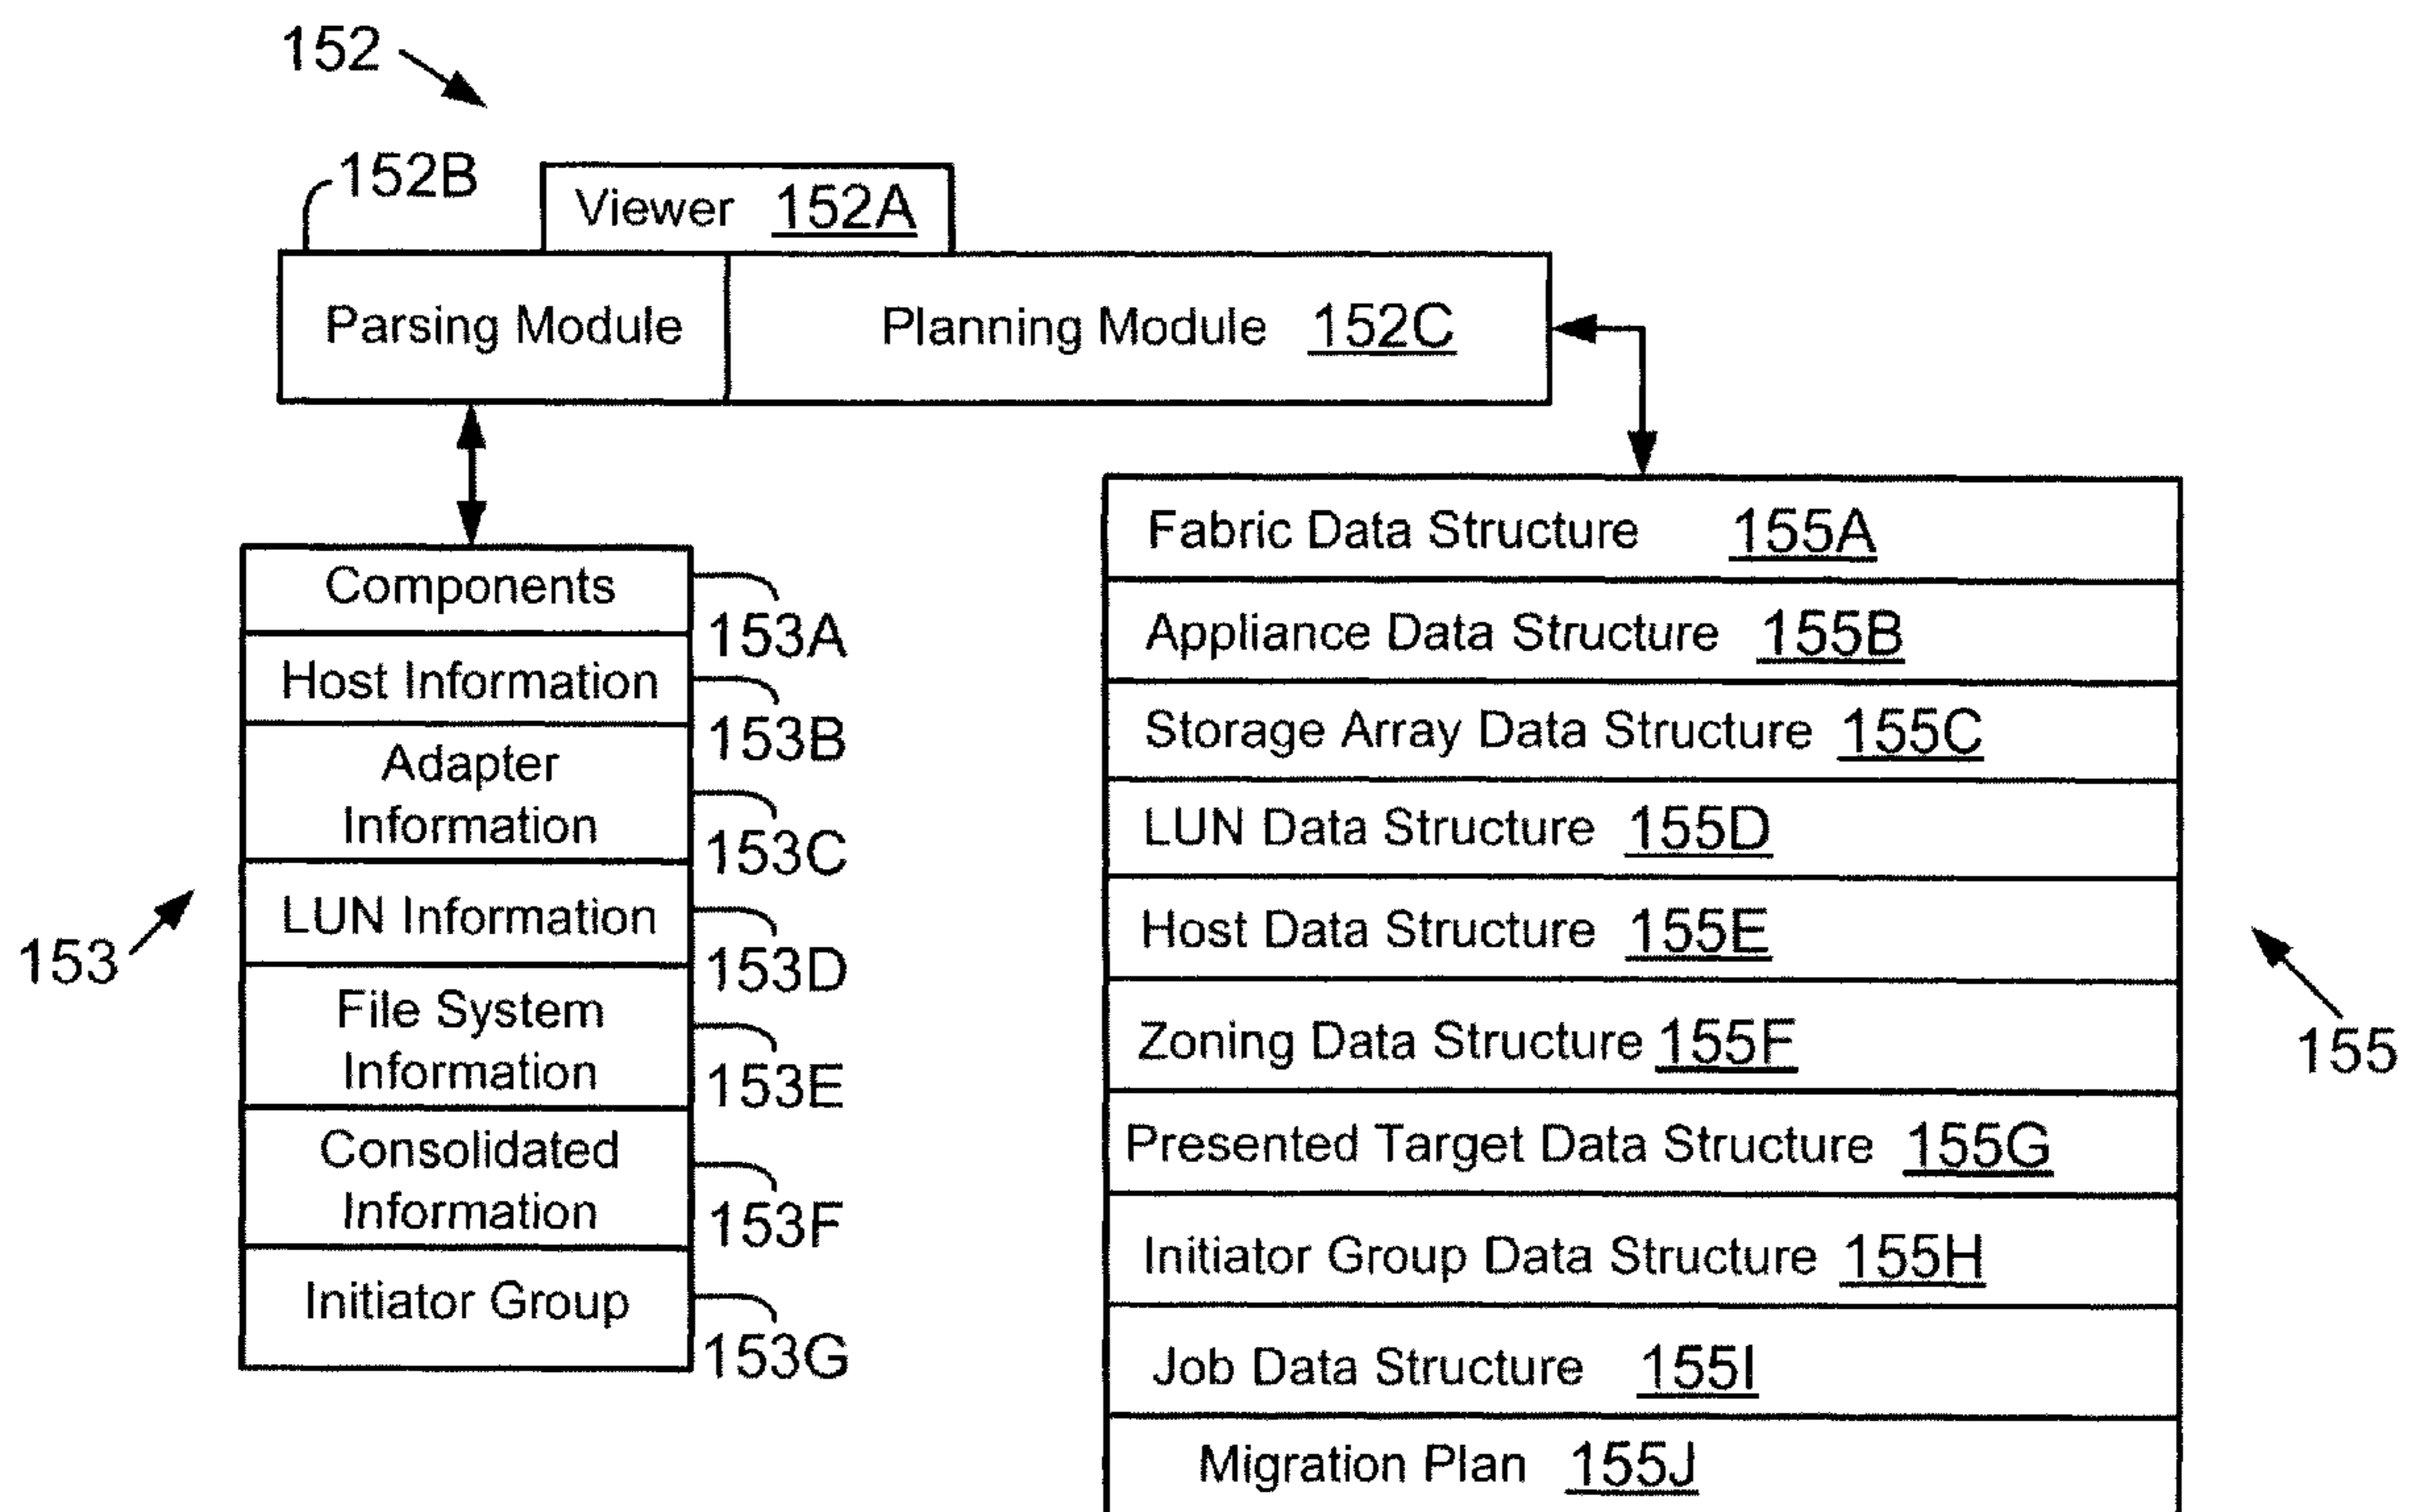 152
152B
Viewer 152A
Parsing Module
Planning Module 152C
Components
153A
Host Information
153B
Adapter
Information
153C
LUN Information
153D
File System
Information
153E
Consolidated
Information
153F
Initiator Group
153G
153
Fabric Data Structure 155A
Appliance Data Structure 155B
Storage Array Data Structure 155C
LUN Data Structure 155D
Host Data Structure 155E
Zoning Data Structure 155F
Presented Target Data Structure 155G
Initiator Group Data Structure 155H
Job Data Structure 155I
Migration Plan 155J
155